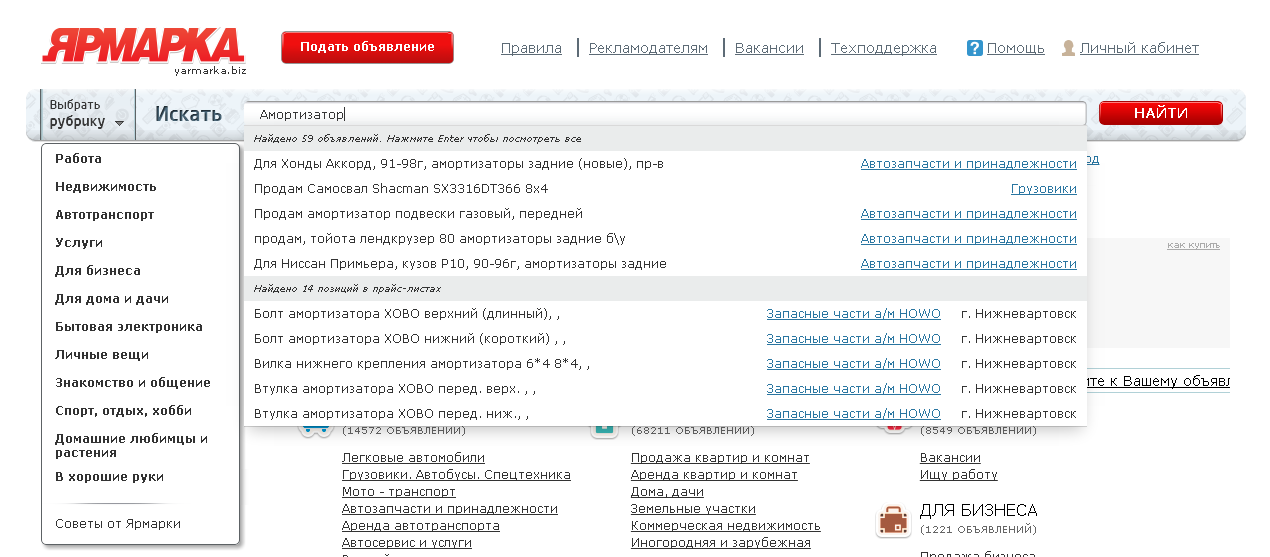 ЯРМАРКА
yarmarka.biz
Подать объявление
Правила
Рекламодателям
Вакансии
Техподдержка
? Помощь
Личный кабинет
Выбрать
рубрику
Искать
Амортизатор
НАЙТИ
Найдено 59 объявлений. Нажмите Enter чтобы посмотреть все
Для Хонды Аккорд, 91-98г, амортизаторы задние (новые), пр-в Автозапчасти и принадлежности
Продам Самосвал Shacman SX3316DT366 8x4 Грузовики
Продам амортизатор подвески газовый, передней Автозапчасти и принадлежности
продам, тойота лендкрузер 80 амортизаторы задние б\у Автозапчасти и принадлежности
Для Ниссан Примьера, кузов Р10, 90-96г, амортизаторы задние Автозапчасти и принадлежности
Найдено 14 позиций в прайс-листах
Болт амортизатора ХОВО верхний (длинный), , Запасные части а/м HOWO г. Нижневартовск
Болт амортизатора ХОВО нижний (короткий) , , Запасные части а/м HOWO г. Нижневартовск
Вилка нижнего крепления амортизатора 6*4 8*4, , Запасные части а/м HOWO г. Нижневартовск
Втулка амортизатора ХОВО перед. верх. , , Запасные части а/м HOWO г. Нижневартовск
Втулка амортизатора ХОВО перед. ниж., , Запасные части а/м HOWO г. Нижневартовск
Работа
Недвижимость
Автотранспорт
Услуги
Для бизнеса
Для дома и дачи
Бытовая электроника
Личные вещи
Знакомство и общение
Спорт, отдых, хобби
Домашние любимцы и
растения
В хорошие руки
Советы от Ярмарки
од
как купить
ите к Вашему объявл
(14572 ОБЪЯВЛЕНИЙ)
Легковые автомобили
Грузовики. Автобусы. Спецтехника
Мото - транспорт
Автозапчасти и принадлежности
Аренда автотранспорта
Автосервис и услуги
(68211 ОБЪЯВЛЕНИЙ)
Продажа квартир и комнат
Аренда квартир и комнат
Дома, дачи
Земельные участки
Коммерческая недвижимость
Иногородняя и зарубежная
(8549 ОБЪЯВЛЕНИЙ)
Вакансии
Ищу работу
ДЛЯ БИЗНЕСА
(1221 ОБЪЯВЛЕНИЙ)
Продажа бизнеса